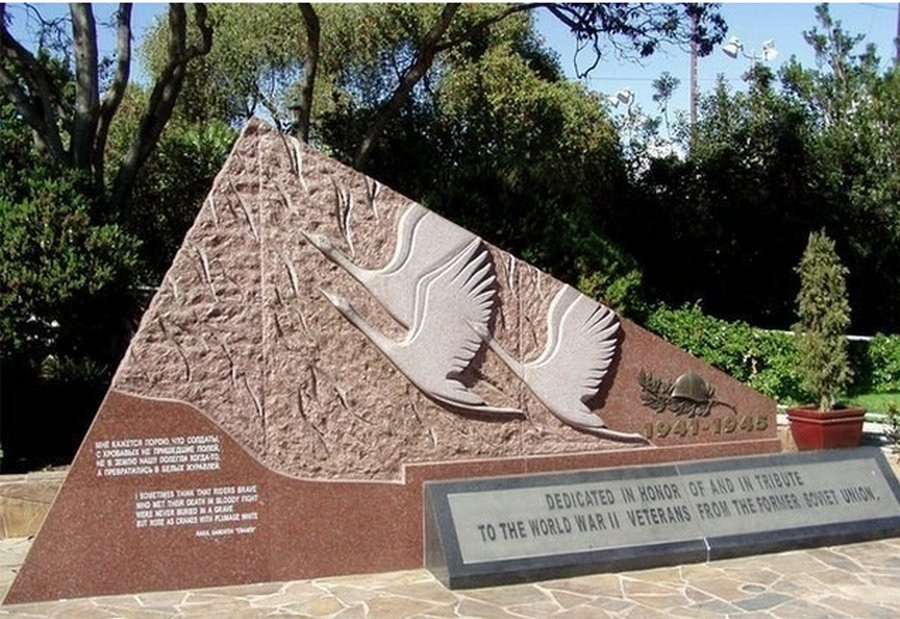 МНЕ КАЖЕТСЯ ПОРОЮ, ЧТО СОЛДАТЫ,
С КРОВАВЫХ НЕ ПРИШЕДШИЕ ПОЛЕЙ,
НЕ В ЗЕМЛЮ НАШУ ПОЛЕГЛИ КОГДА-ТО,
А ПРЕВРАТИЛИСЬ В БЕЛЫХ ЖУРАВЛЕЙ.
I SOMETIMES THINK THAT RIDERS BRAVE
WHO MET THEIR DEATH IN BLOODY FIGHT
WERE NEVER BURIED IN A GRAVE
BUT ROSE AS CRANES WITH PLUMAGE WHITE
RASUL GAMZATOV "CRANES"
1941-1945
DEDICATED IN HONOR OF AND IN TRIBUTE
TO THE WORLD WAR II VETERANS FROM THE FORMER SOVIET UNION.